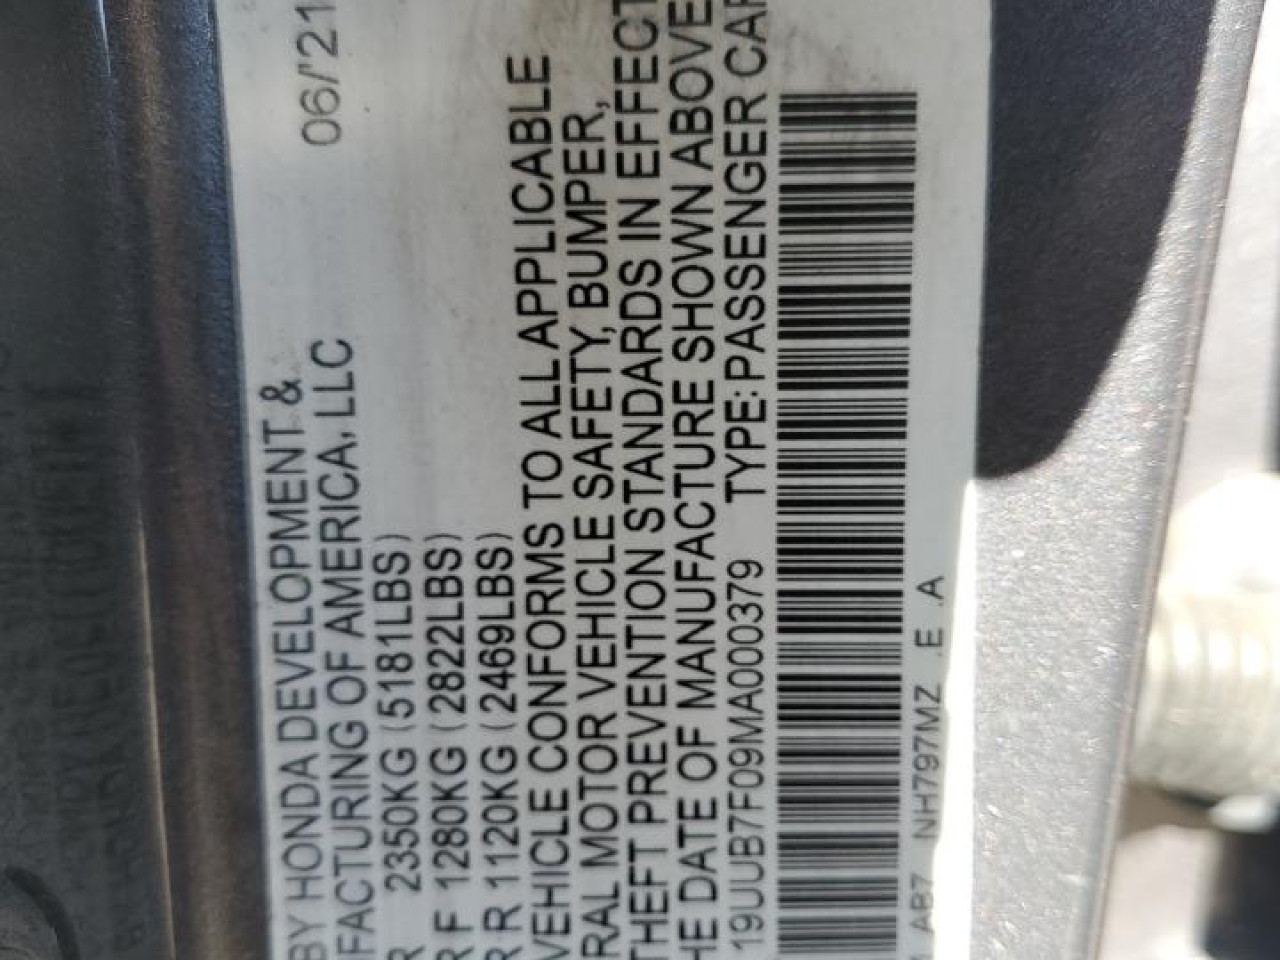 BY HONDA DEVELOPMENT &
FACTURING OF AMERICA, LLC 06/'21
R 2350KG (5181LBS)
R F 1280KG (2822LBS)
R R 1120KG (2469LBS)
VEHICLE CONFORMS TO ALL APPLICABLE
RAL MOTOR VEHICLE SAFETY, BUMPER,
THEFT PREVENTION STANDARDS IN EFFECT
HE DATE OF MANUFACTURE SHOWN ABOVE
19UUB7F09MA000379 TYPE: PASSENGER CAR
AB7 NH797MZ .E .A